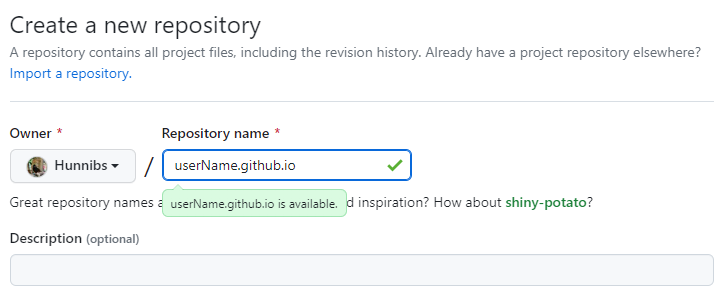 Create a new repository
A repository contains all project files, including the revision history. Already have a project repository elsewhere?
Import a repository.
Owner * Repository name *
Hunnibs / userName.github.io
userName.github.io is available.
Great repository names a d inspiration? How about shiny-potato?
Description (optional)